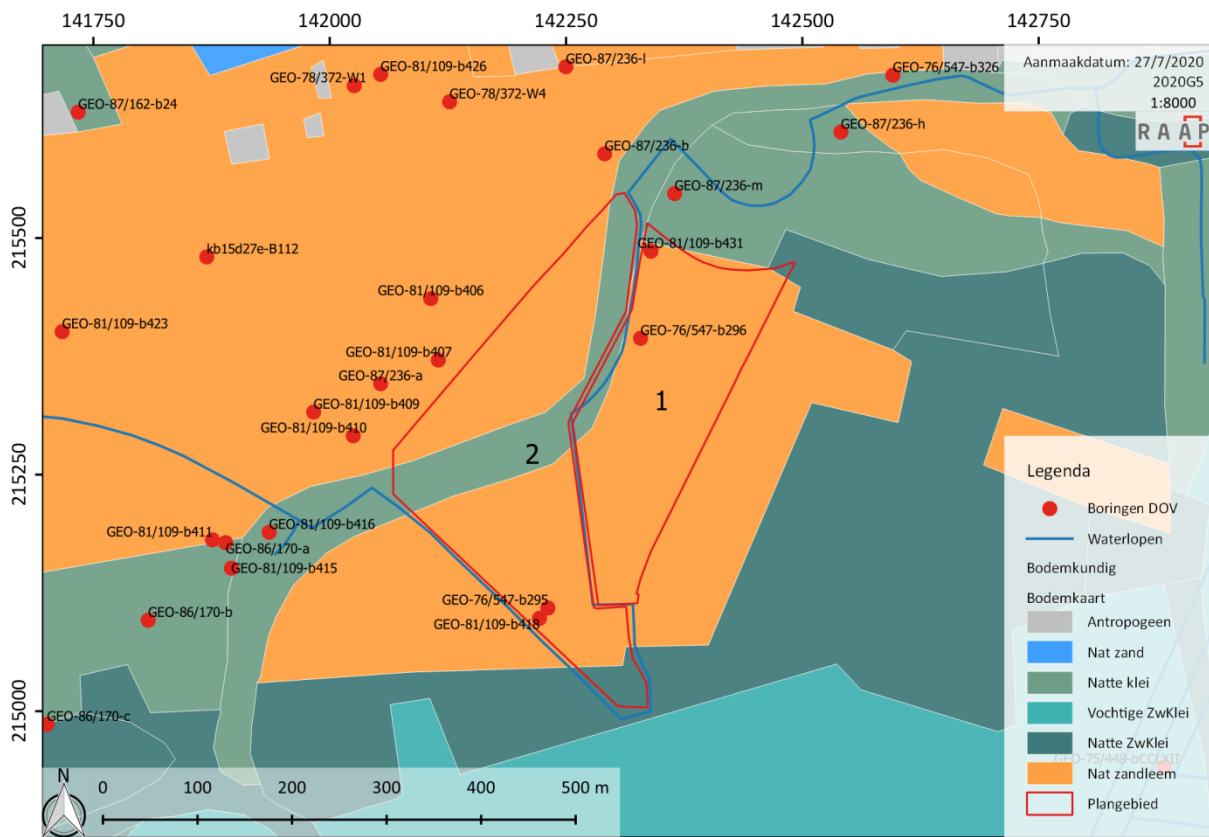 141750
142000
142250
142500
142750
Aanmaakdatum: 27/7/2020
2020G5
1:8000
RAAP
215500
215250
215000
GEO-87/236-l
GEO-81/109-b426
GEO-78/372-W1
GEO-76/547-b326
GEO-87/162-b24
GEO-78/372-W4
GEO-87/236-h
GEO-87/236-b
GEO-87/236-m
kb15d27e-B112
GEO-81/109-b431
GEO-81/109-b406
GEO-81/109-b423
GEO-76/547-b296
GEO-81/109-b407
GEO-87/236-a
GEO-81/109-b409
1
GEO-81/109-b410
2
GEO-81/109-b416
GEO-81/109-b411
GEO-86/170-a
GEO-81/109-b415
GEO-76/547-b295
GEO-86/170-b
GEO-81/109-b418
GEO-86/170-c
Legenda
Boringen DOV
Waterlopen
Bodemkundig
Bodemkaart
Antropogeen
Nat zand
Natte klei
Vochtige ZwKlei
Natte ZwKlei
GEO-75/448-bCCLXII
Nat zandleem
Plangebied
N
0 100 200 300 400 500 m